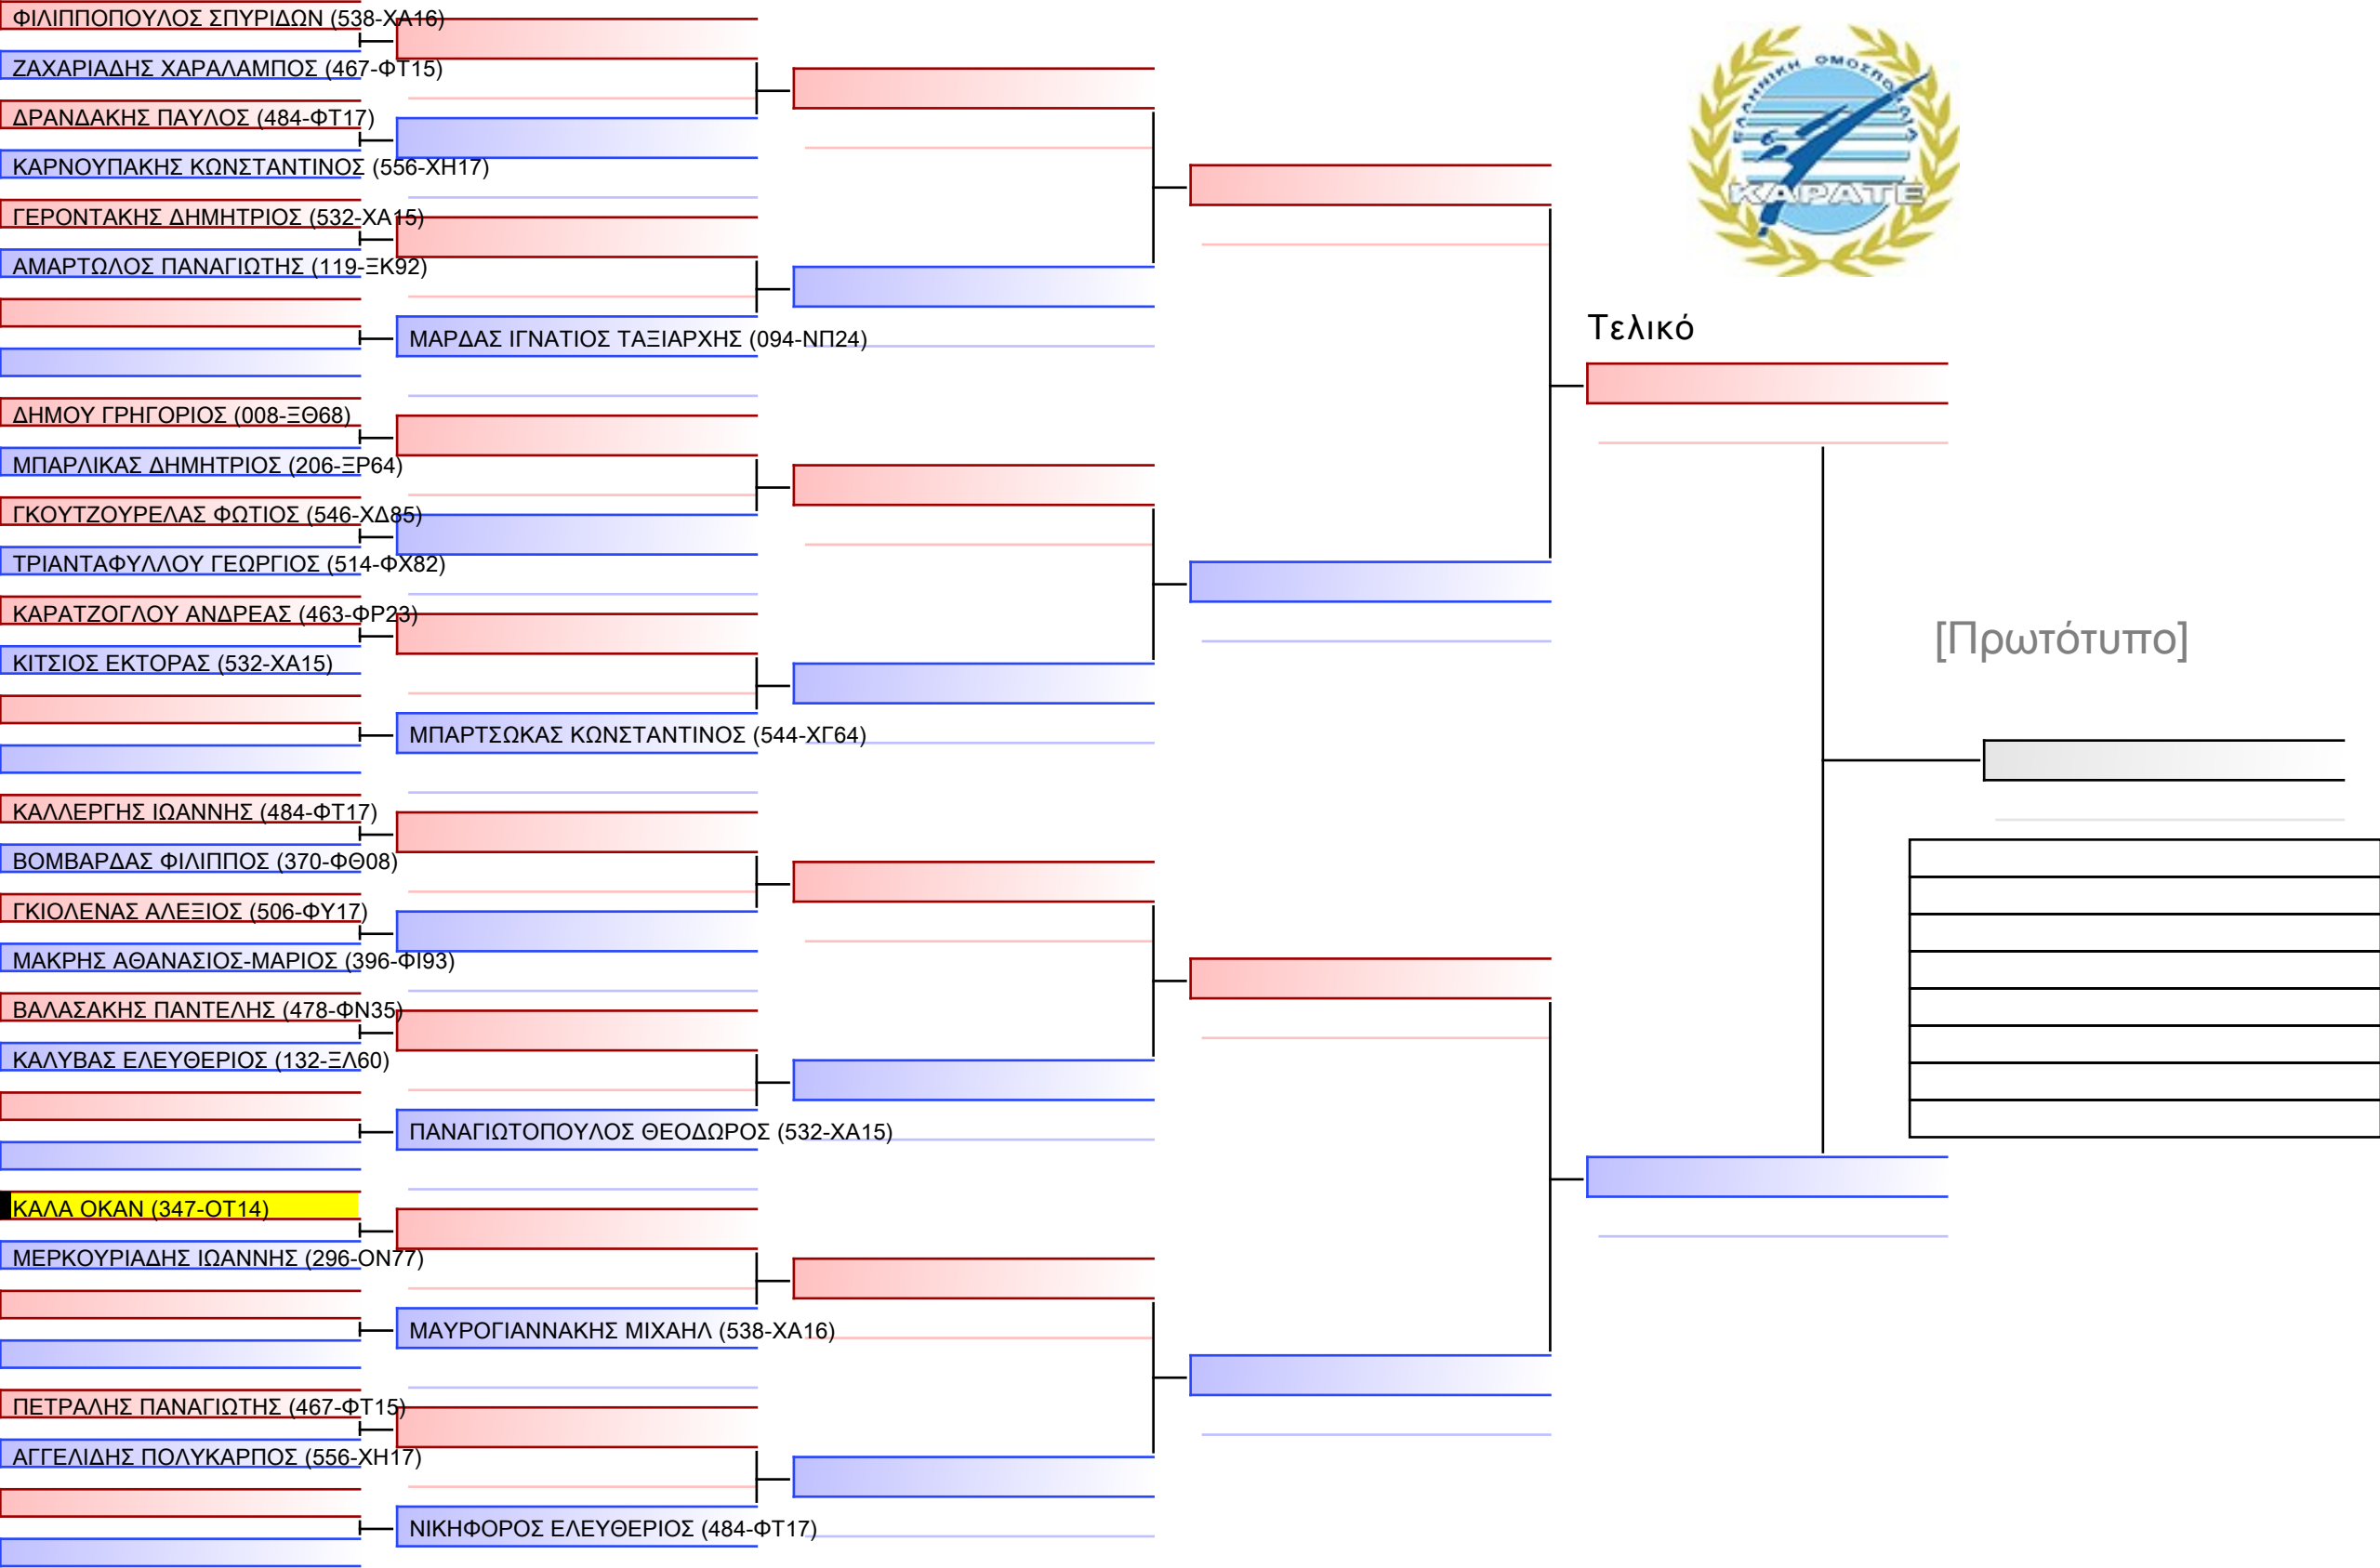 ΦΙΛΙΠΠΟΠΟΥΛΟΣ ΣΠΥΡΙΔΩΝ (538-ΧΑ16)
ΖΑΧΑΡΙΑΔΗΣ ΧΑΡΑΛΑΜΠΟΣ (467-ΦΤ15)
ΔΡΑΝΔΑΚΗΣ ΠΑΥΛΟΣ (484-ΦΤ17)
ΚΑΡΝΟΥΠΑΚΗΣ ΚΩΝΣΤΑΝΤΙΝΟΣ (556-ΧΗ17)
ΓΕΡΟΝΤΑΚΗΣ ΔΗΜΗΤΡΙΟΣ (532-ΧΑ15)
ΑΜΑΡΤΩΛΟΣ ΠΑΝΑΓΙΩΤΗΣ (119-ΞΚ92)
ΜΑΡΔΑΣ ΙΓΝΑΤΙΟΣ ΤΑΞΙΑΡΧΗΣ (094-ΝΠ24)
ΔΗΜΟΥ ΓΡΗΓΟΡΙΟΣ (008-ΞΘ68)
ΜΠΑΡΛΙΚΑΣ ΔΗΜΗΤΡΙΟΣ (206-ΞΡ64)
ΓΚΟΥΤΖΟΥΡΕΛΑΣ ΦΩΤΙΟΣ (546-ΧΔ85)
ΤΡΙΑΝΤΑΦΥΛΛΟΥ ΓΕΩΡΓΙΟΣ (514-ΦΧ82)
ΚΑΡΑΤΖΟΓΛΟΥ ΑΝΔΡΕΑΣ (463-ΦΡ23)
ΚΙΤΣΙΟΣ ΕΚΤΟΡΑΣ (532-ΧΑ15)
ΜΠΑΡΤΣΩΚΑΣ ΚΩΝΣΤΑΝΤΙΝΟΣ (544-ΧΓ64)
ΚΑΛΛΕΡΓΗΣ ΙΩΑΝΝΗΣ (484-ΦΤ17)
ΒΟΜΒΑΡΔΑΣ ΦΙΛΙΠΠΟΣ (370-ΦΘ08)
ΓΚΙΟΛΕΝΑΣ ΑΛΕΞΙΟΣ (506-ΦΥ17)
ΜΑΚΡΗΣ ΑΘΑΝΑΣΙΟΣ-ΜΑΡΙΟΣ (396-ΦΙ93)
ΒΑΛΑΣΑΚΗΣ ΠΑΝΤΕΛΗΣ (478-ΦΝ35)
ΚΑΛΥΒΑΣ ΕΛΕΥΘΕΡΙΟΣ (132-ΞΛ60)
ΠΑΝΑΓΙΩΤΟΠΟΥΛΟΣ ΘΕΟΔΩΡΟΣ (532-ΧΑ15)
ΚΑΛΑ ΟΚΑΝ (347-ΟΤ14)
ΜΕΡΚΟΥΡΙΑΔΗΣ ΙΩΑΝΝΗΣ (296-ΟΝ77)
ΜΑΥΡΟΓΙΑΝΝΑΚΗΣ ΜΙΧΑΗΛ (538-ΧΑ16)
ΠΕΤΡΑΛΗΣ ΠΑΝΑΓΙΩΤΗΣ (467-ΦΤ15)
ΑΓΓΕΛΙΔΗΣ ΠΟΛΥΚΑΡΠΟΣ (556-ΧΗ17)
ΝΙΚΗΦΟΡΟΣ ΕΛΕΥΘΕΡΙΟΣ (484-ΦΤ17)
ΕΛΛΗΝΙΚΗ ΟΜΟΣΠΟΝΔΙΑ
ΚΑΡΑΤΕ
Τελικό
[Πρωτότυπο]